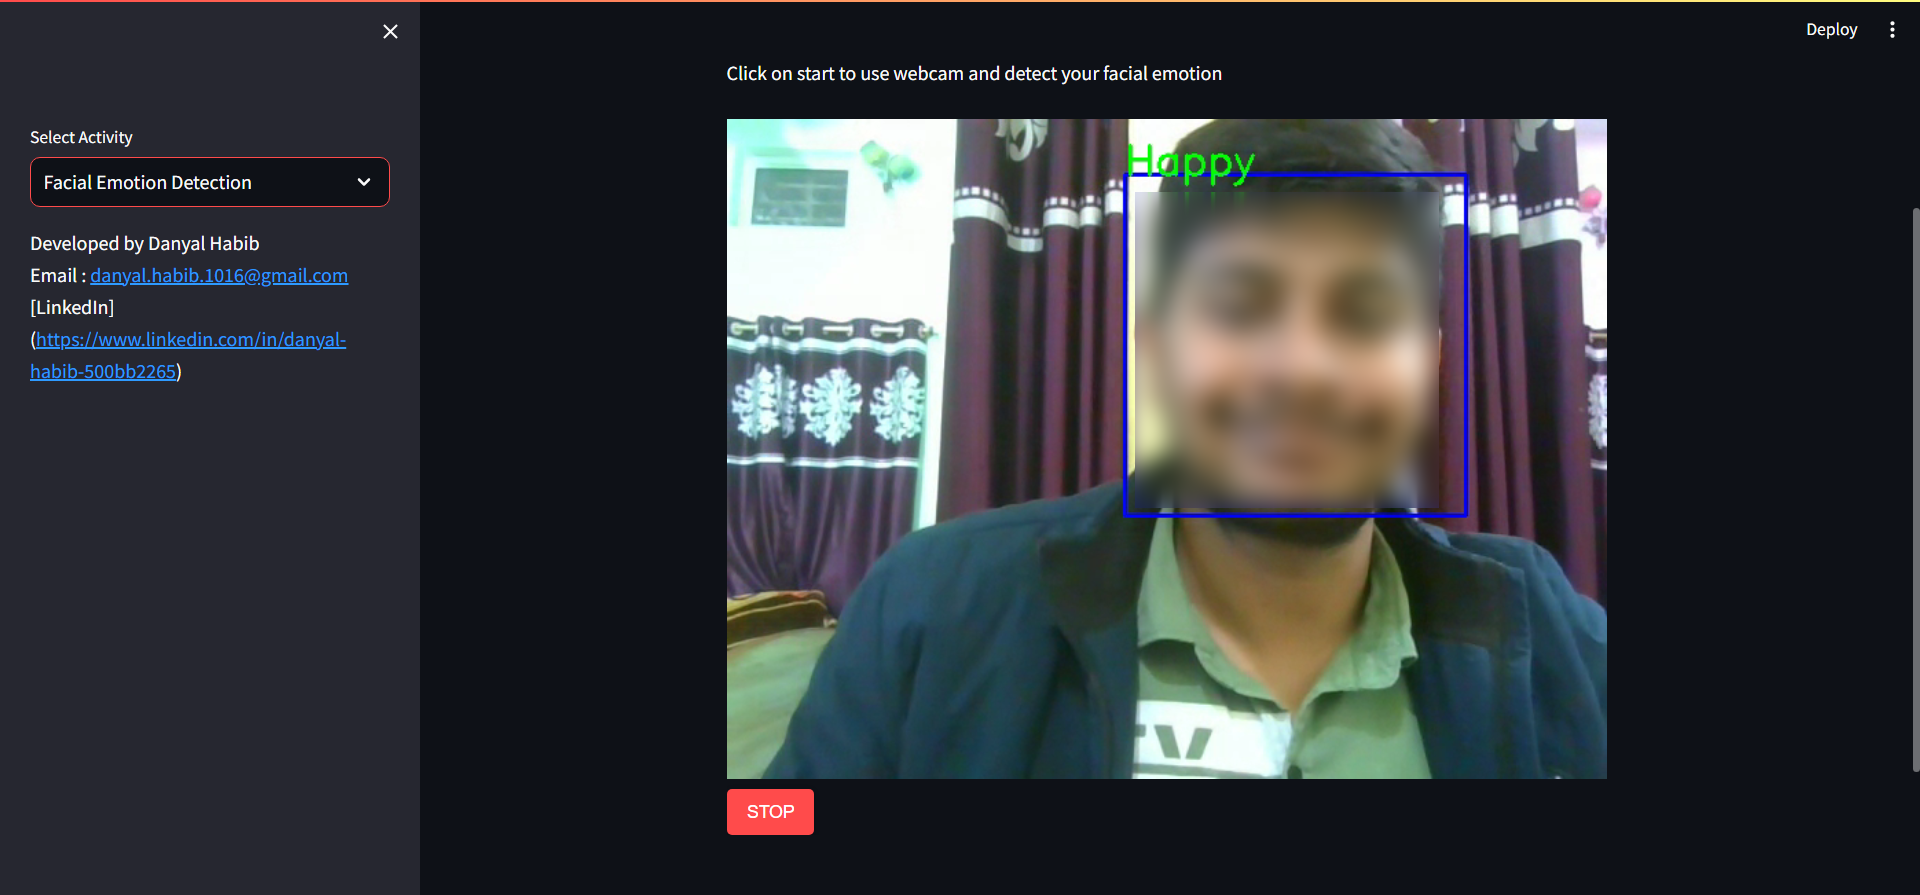 Deploy
Click on start to use webcam and detect your facial emotion
Select Activity
Facial Emotion Detection
Developed by Danyal Habib
Email : danyal.habib.1016@gmail.com
[LinkedIn]
(https://www.linkedin.com/in/danyal-
habib-500bb2265)
Happy
STOP